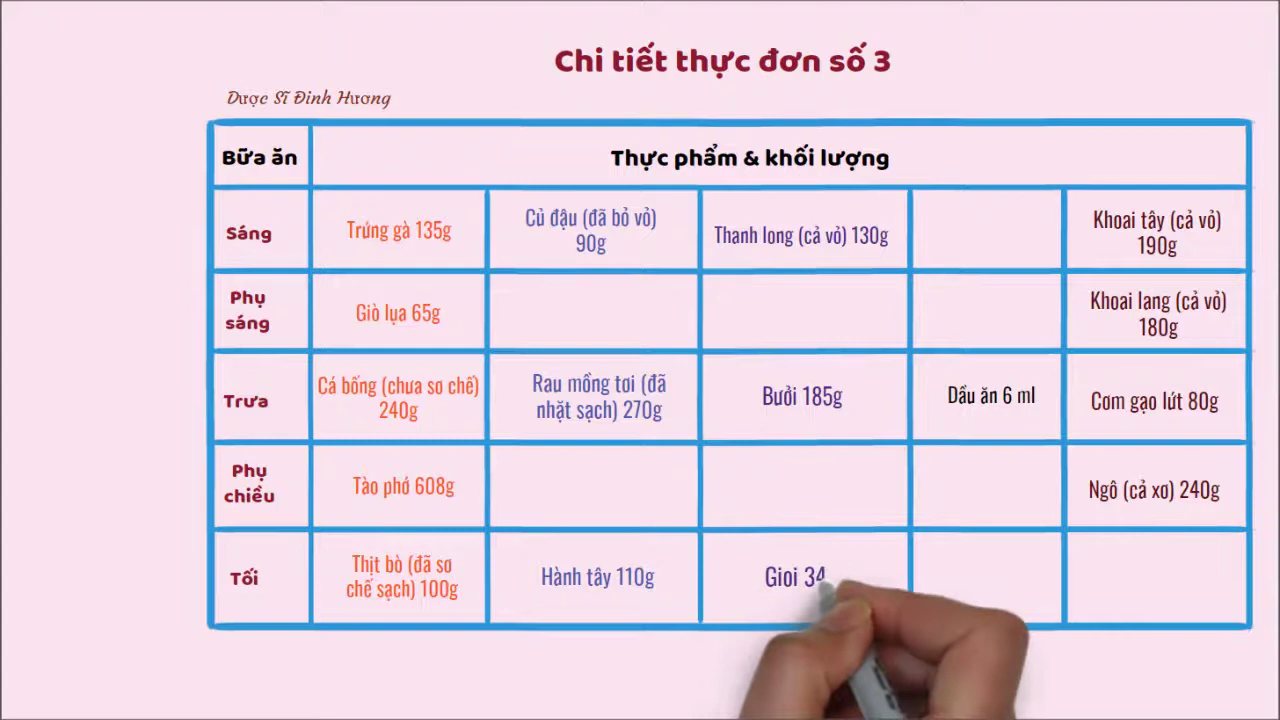 Chi tiết thực đơn số 3
Dược Sĩ Đinh Hương
Bữa ăn
Thực phẩm & khối lượng
Sáng
Trứng gà 135g
Củ đậu (đã bỏ vỏ)
90g
Thanh long (cả vỏ) 130g
Khoai tây (cả vỏ)
190g
Phụ
sáng
Giò lụa 65g
Khoai lang (cả vỏ)
180g
Trưa
Cá bống (chưa sơ chế)
240g
Rau mồng tơi (đã
nhặt sạch) 270g
Bưởi 185g
Dầu ăn 6 ml
Cơm gạo lứt 80g
Phụ
chiều
Tào phớ 608g
Ngô (cả xơ) 240g
Tối
Thịt bò (đã sơ
chế sạch) 100g
Hành tây 110g
Gioi 34